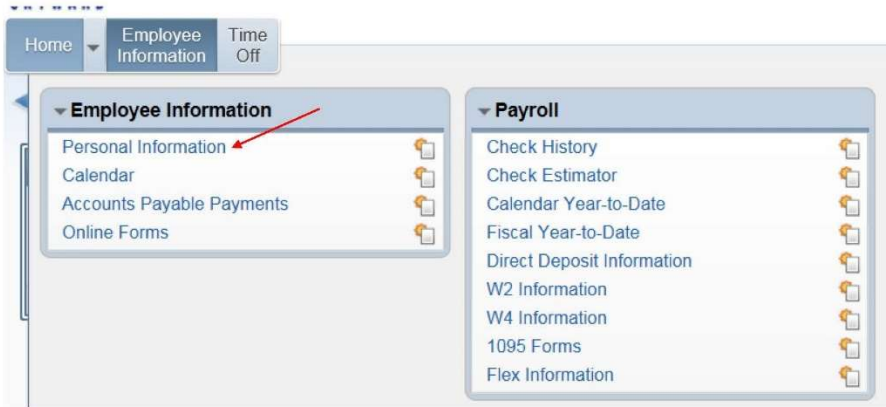 Home
Employee
Information
Time
Off
Employee Information
Personal Information
Calendar
Accounts Payable Payments
Online Forms
Payroll
Check History
Check Estimator
Calendar Year-to-Date
Fiscal Year-to-Date
Direct Deposit Information
W2 Information
W4 Information
1095 Forms
Flex Information